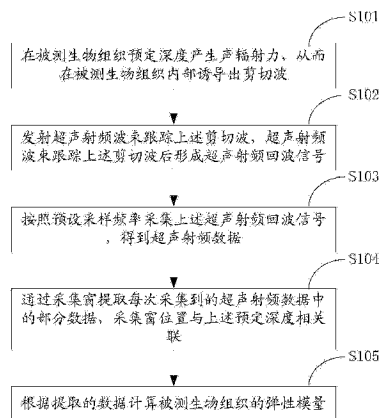 S101
在被测生物组织预定深度产生声辐射力、从而
在被测生物组织内部诱导出剪切波
S102
发射超声射频波束跟踪上述剪切波，超声射频
波束跟踪上述剪切波后形成超声射频回波信号
S103
按照预设采样频率采集上述超声射频回波信号
，得到超声射频数据
S104
通过采集窗提取每次采集到的超声射频数据中
的部分数据，采集窗位置与上述预定深度相关
联
S105
根据提取的数据计算被测生物组织的弹性模量